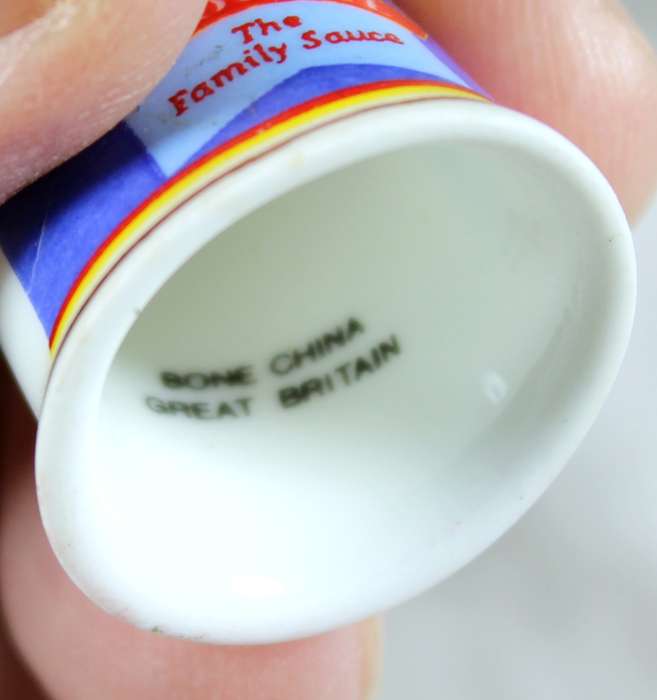 The
Family Sauce
BONE CHINA
GREAT BRITAIN